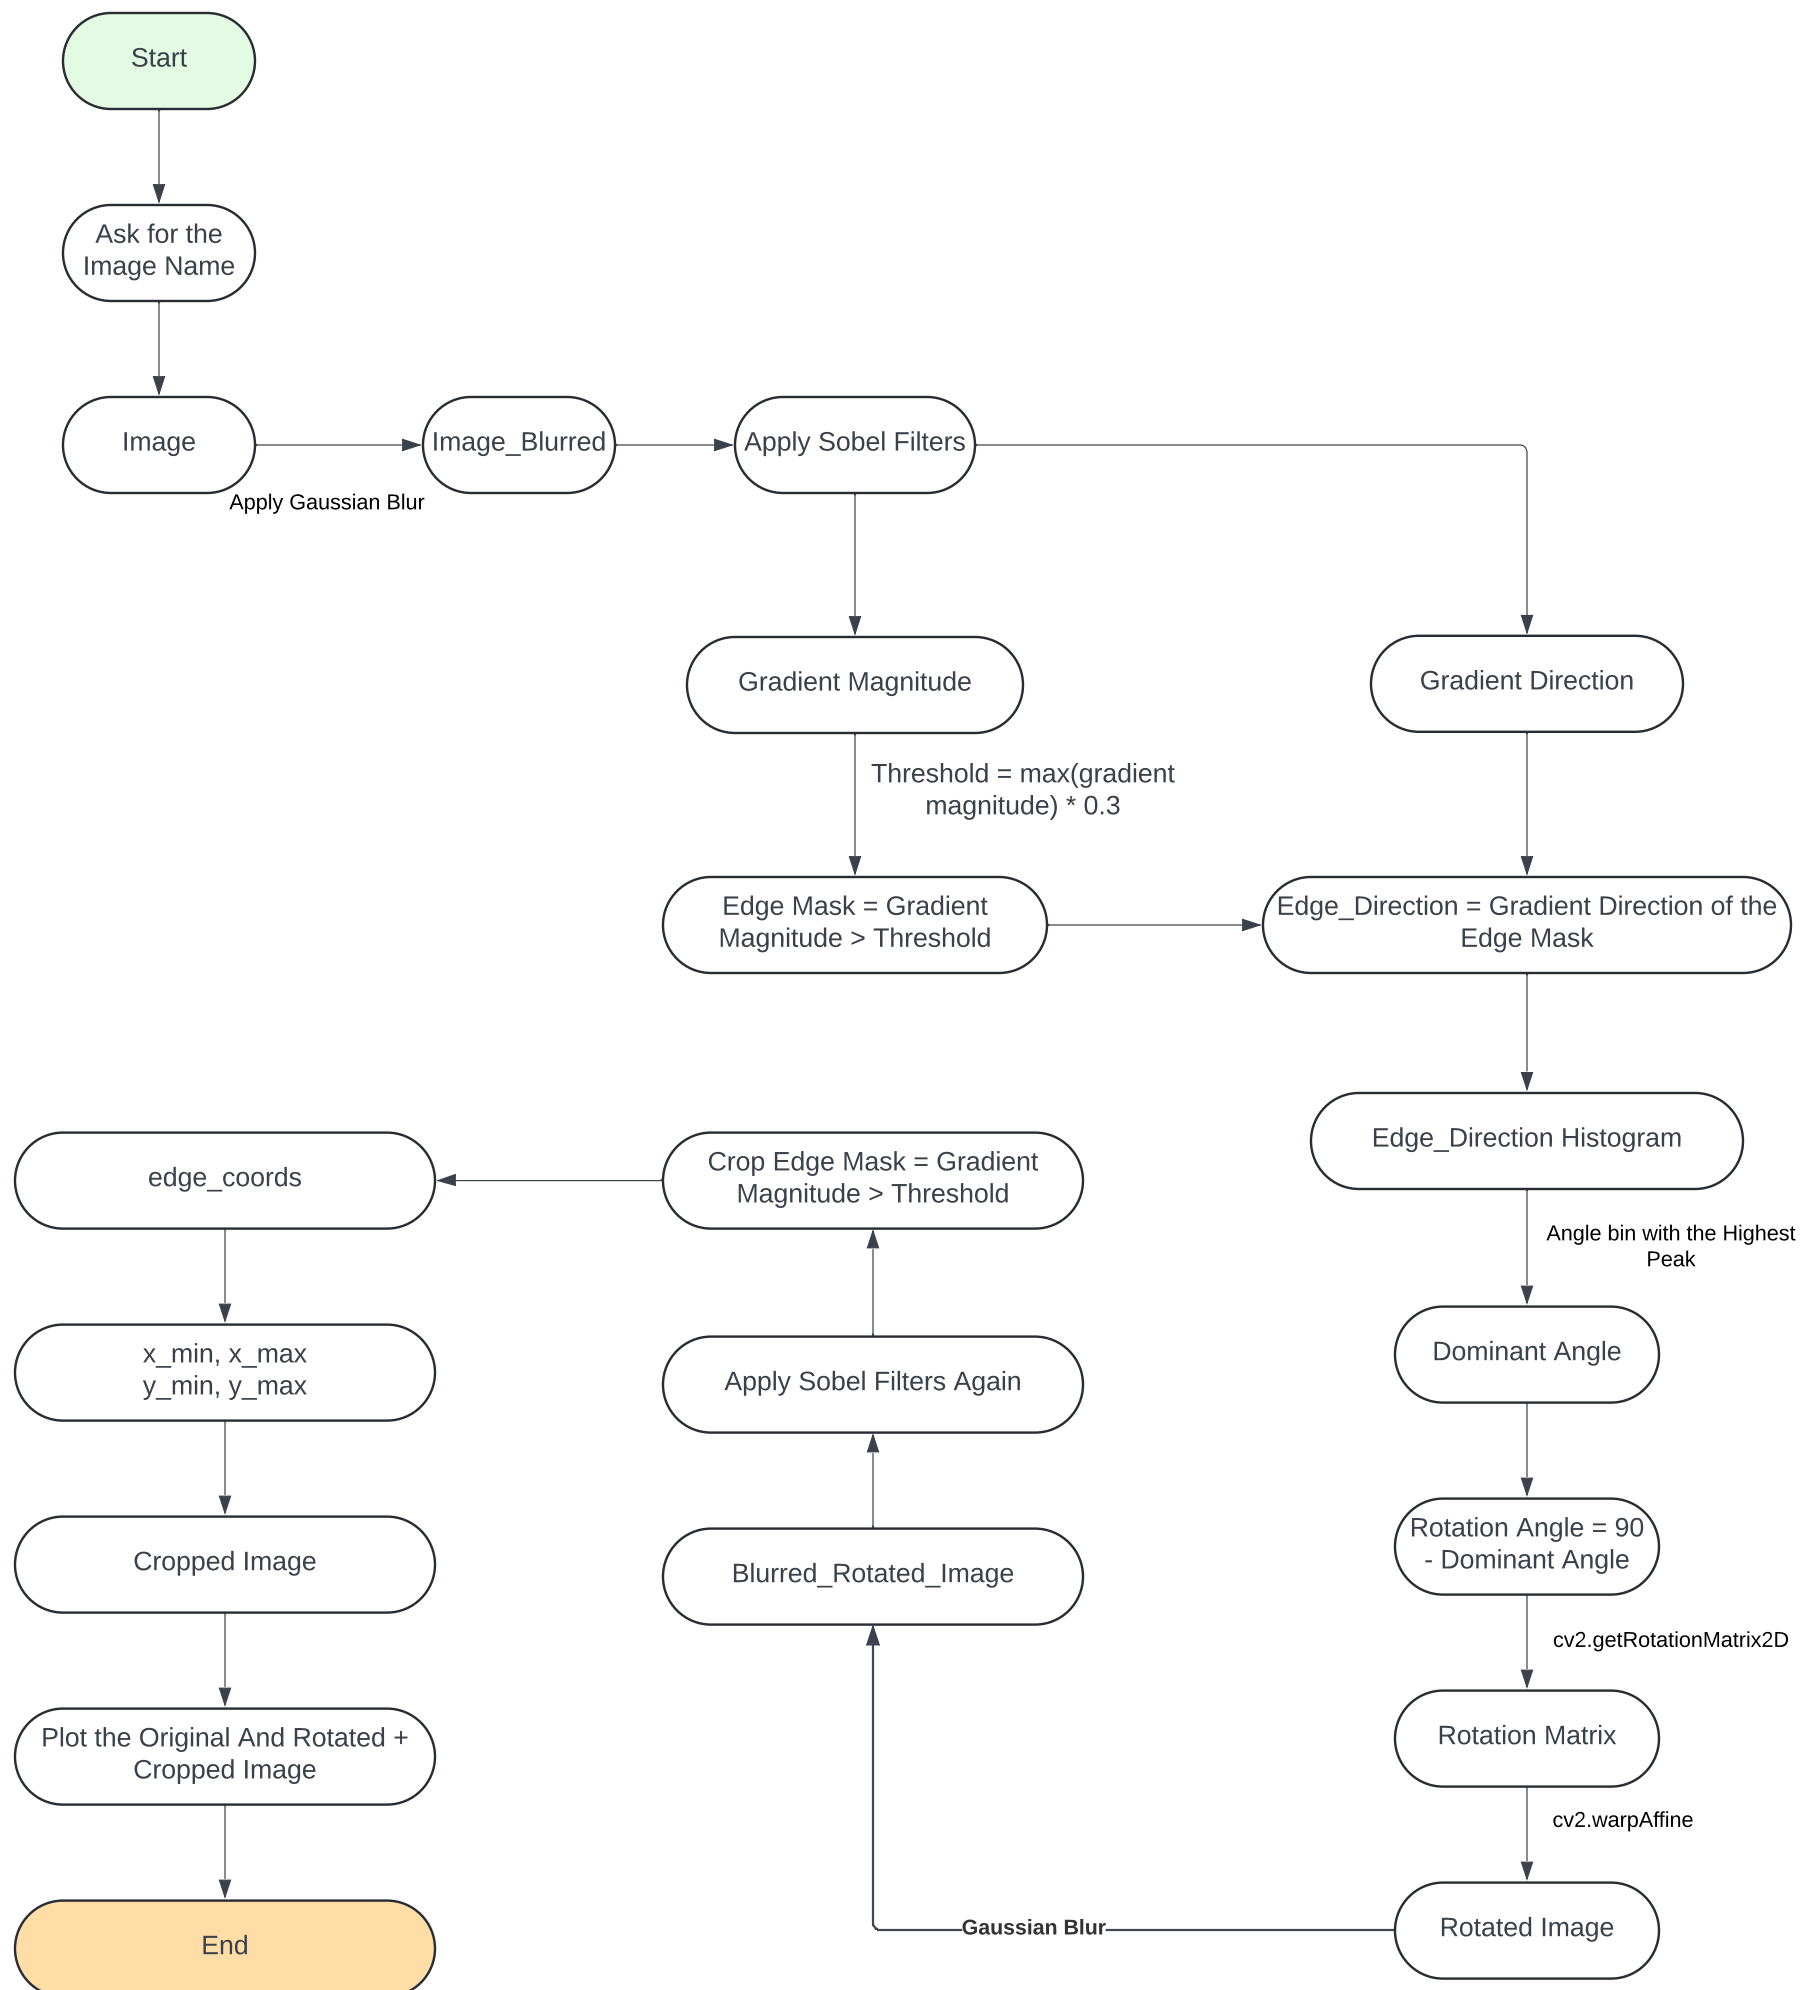 Start
Ask for the
Image Name
Image
Apply Gaussian Blur
Image_Blurred
Apply Sobel Filters
Gradient Magnitude
Gradient Direction
Threshold = max(gradient
magnitude) * 0.3
Edge Mask = Gradient
Magnitude > Threshold
Edge_Direction = Gradient Direction of the
Edge Mask
Edge_Direction Histogram
Angle bin with the Highest
Peak
Dominant Angle
Rotation Angle = 90
- Dominant Angle
cv2.getRotationMatrix2D
Rotation Matrix
cv2.warpAffine
Rotated Image
Gaussian Blur
Blurred_Rotated_Image
Apply Sobel Filters Again
Crop Edge Mask = Gradient
Magnitude > Threshold
edge_coords
x_min, x_max
y_min, y_max
Cropped Image
Plot the Original And Rotated +
Cropped Image
End